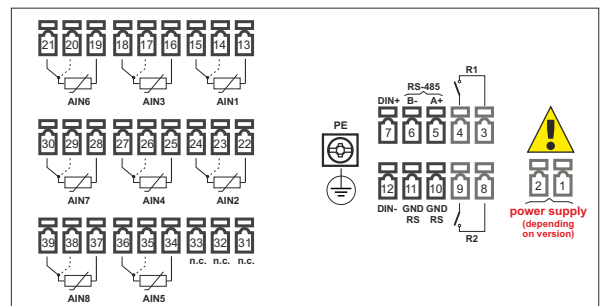 21 20 19 18 17 16 15 14 13
AIN6 AIN3 AIN1
30 29 28 27 26 25 24 23 22
AIN7 AIN4 AIN2
39 38 37 36 35 34 33 32 31
n.c. n.c. n.c.
AIN8 AIN5
PE
R1
RS-485
DIN+ B- A+
7 6 5 4 3
12 11 10 9 8
DIN- GND GND
RS RS
R2
2 1
power supply
(depending
on version)